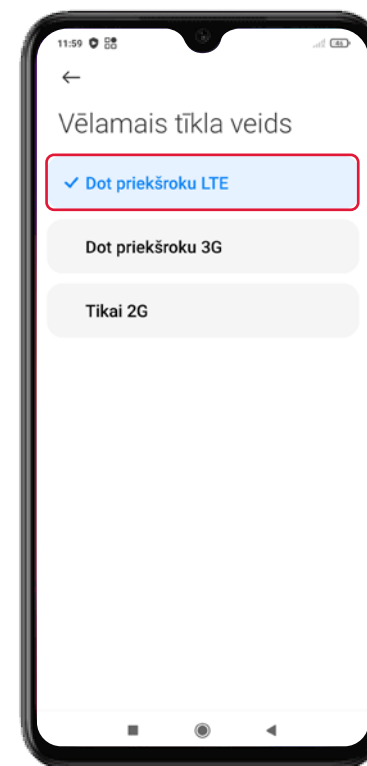 11:59
Vēlamais tīkla veids
Dot priekšroku LTE
Dot priekšroku 3G
Tikai 2G